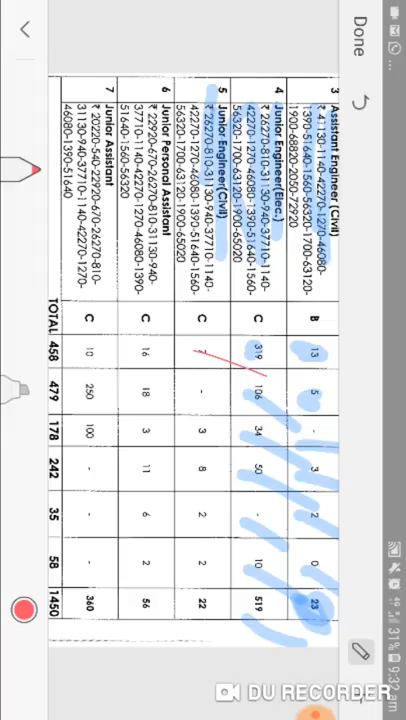 Done
31% 9:32 am
3 Assistant Engineer (Civil) B 13 5 - 3 2 0 23
₹ 41130-1140-42270-1270-46080-
1390-51640-1560-56320-1700-63120-
1900-68820-2050-72920
4 Junior Engineer(Elec.) C 319 106 34 50 - 10 519
₹ 26270-810-31130-940-37710-1140-
42270-1270-46080-1390-51640-1560-
56320-1700-63120-1900-65020
5 Junior Engineer(Civil) C 7 - 3 8 2 2 22
₹ 26270-810-31130-940-37710-1140-
42270-1270-46080-1390-51640-1560-
56320-1700-63120-1900-65020
6 Junior Personal Assistant C 16 18 3 11 6 2 56
₹ 22920-670-26270-810-31130-940-
37710-1140-42270-1270-46080-1390-
51640-1560-56320
7 Junior Assistant C 10 250 100 - - - 360
₹ 20220-540-22920-670-26270-810-
31130-940-37710-1140-42270-1270-
46080-1390-51640
TOTAL 458 479 178 242 35 58 1450
DU RECORDER